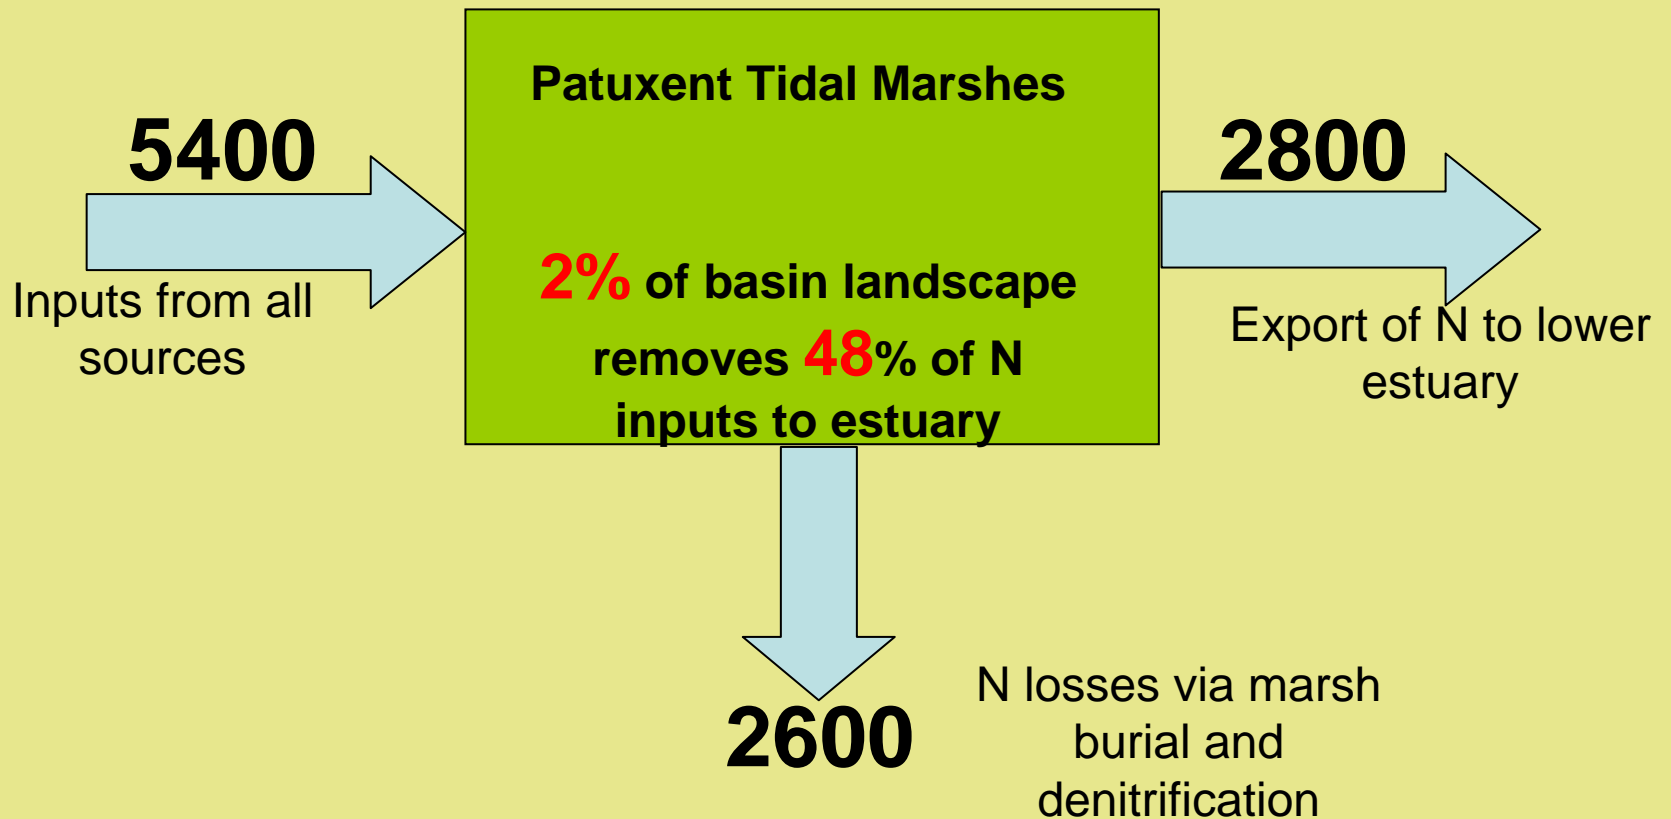 Patuxent Tidal Marshes
5400
Inputs from all
sources
2% of basin landscape
removes 48% of N
inputs to estuary
2800
Export of N to lower
estuary
2600
N losses via marsh
burial and
denitrification